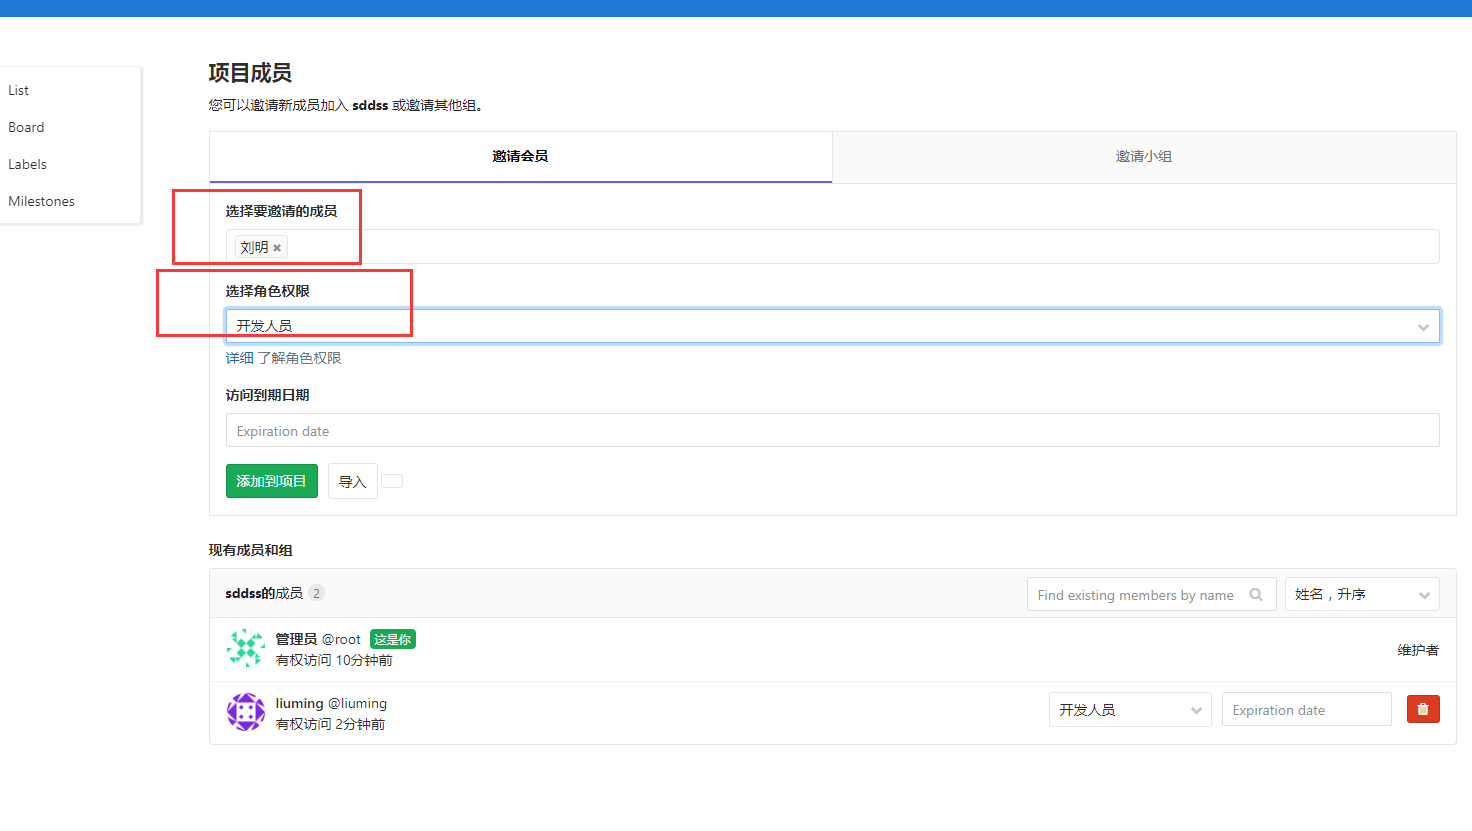 List
Board
Labels
Milestones
项目成员
您可以邀请新成员加入 sddss 或邀请其他组。
邀请会员
邀请小组
选择要邀请的成员
刘明 ×
选择角色权限
开发人员
详细 了解角色权限
访问到期日期
Expiration date
添加到项目
导入
现有成员和组
sddss的成员 2
Find existing members by name
姓名，升序
管理员 @root 这是你
有权访问 10分钟前
维护者
liuming @liuming
有权访问 2分钟前
开发人员
Expiration date